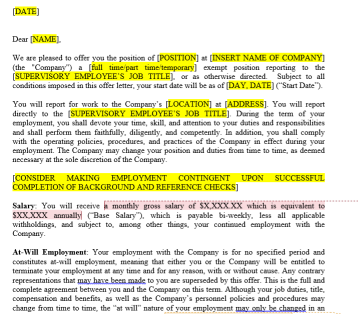 [DATE]
Dear [NAME],
We are pleased to offer you the position of [POSITION] at [INSERT NAME OF COMPANY]
(the "Company") a [full time/part time/temporary] exempt position reporting to the
[SUPERVISORY EMPLOYEE'S JOB TITLE], or as otherwise directed. Subject to all
conditions imposed in this offer letter, your start date will be as of [DAY, DATE] ("Start Date").
You will report for work to the Company's [LOCATION] at [ADDRESS]. You will report
directly to the [SUPERVISORY EMPLOYEE'S JOB TITLE]. During the term of your
employment, you shall devote your time, skill, and attention to your duties and responsibilities
and shall perform them faithfully, diligently, and competently. In addition, you shall comply
with the operating policies, procedures, and practices of the Company in effect during your
employment. The Company may change your position and duties from time to time, as deemed
necessary at the sole discretion of the Company.
[CONSIDER MAKING EMPLOYMENT CONTINGENT UPON SUCCESSFUL
COMPLETION OF BACKGROUND AND REFERENCE CHECKS]
Salary: You will receive a monthly gross salary of $X,XXX.XX which is equivalent to
$XX,XXX annually ("Base Salary"), which is payable bi-weekly, less all applicable
withholdings, and subject to, among other things, your continued employment with the
Company.
At-Will Employment: Your employment with the Company is for no specified period and
constitutes at-will employment, meaning that either you or the Company will be entitled to
terminate your employment at any time and for any reason, with or without cause. Any contrary
representations that may have been made to you are superseded by this offer. This is the full and
complete agreement between you and the Company on this term. Although your job duties, title,
compensation and benefits, as well as the Company's personnel policies and procedures may
change from time to time, the "at will" nature of your employment may only be changed in an